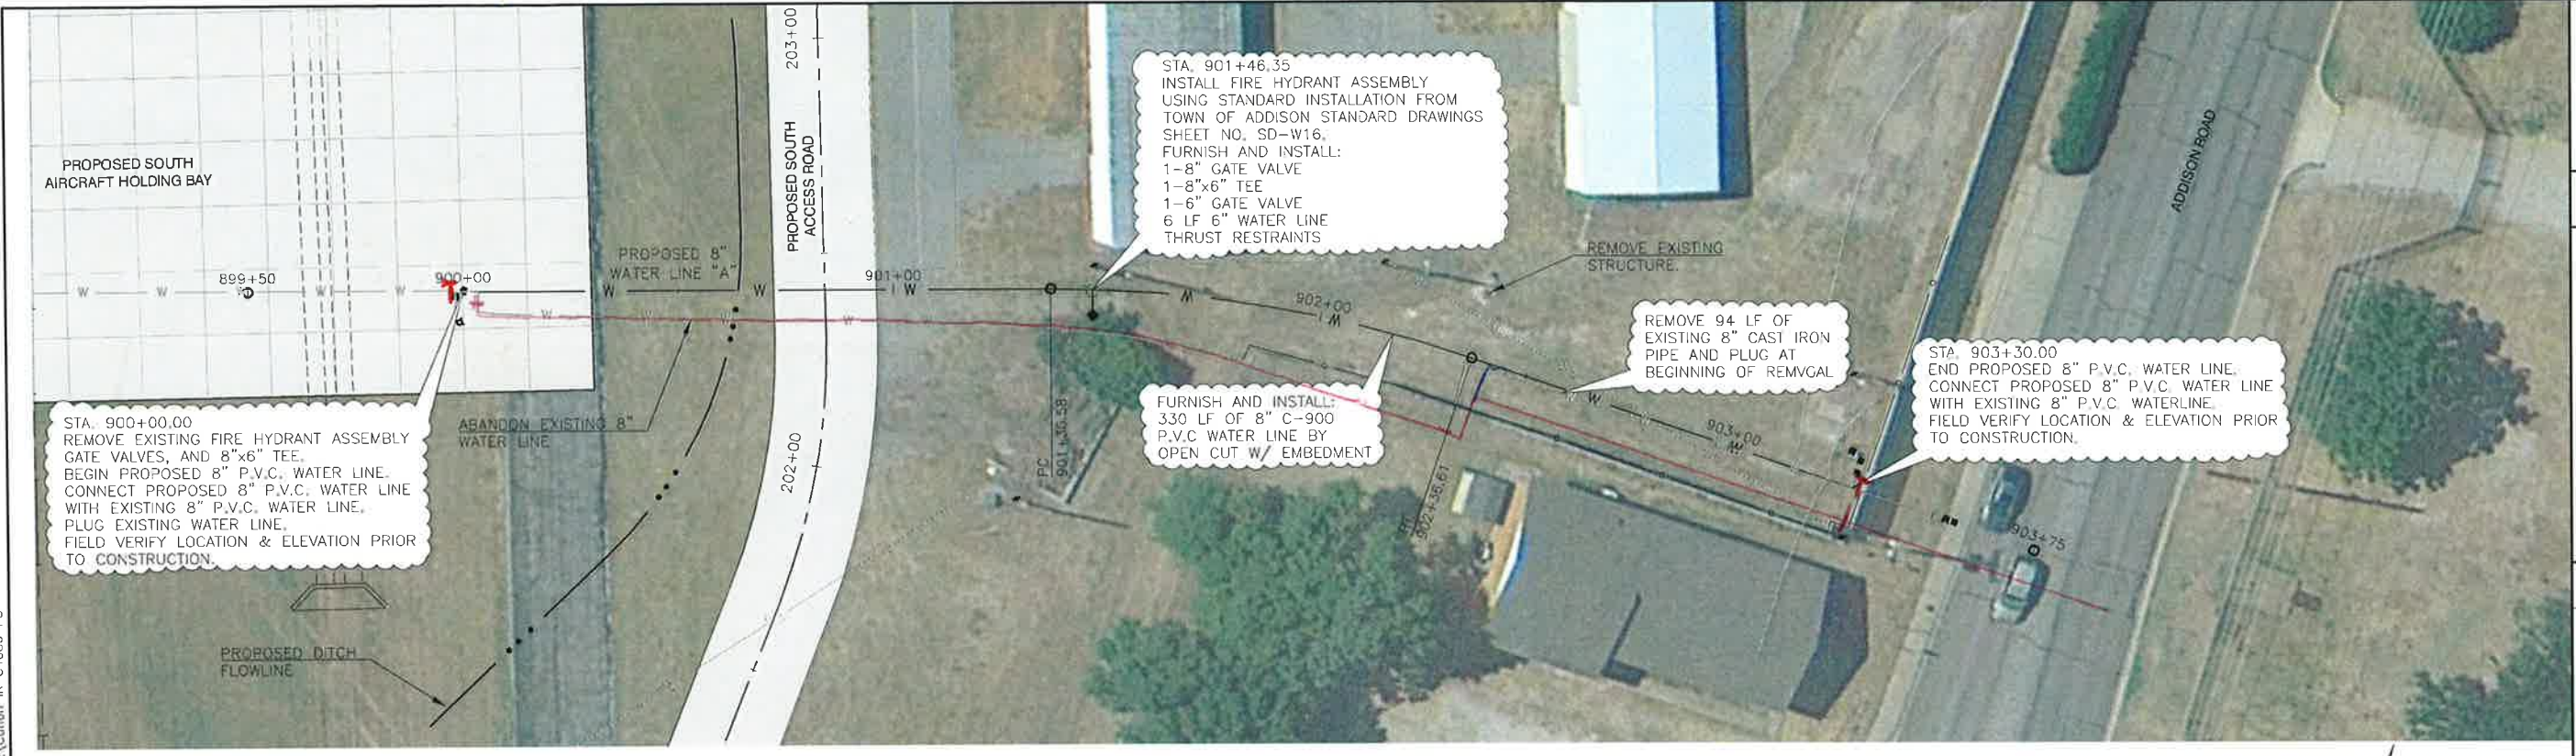 PROPOSED SOUTH
AIRCRAFT HOLDING BAY
899+50
900+00
STA. 900+00.00
REMOVE EXISTING FIRE HYDRANT ASSEMBLY
GATE VALVES, AND 8"x6" TEE.
BEGIN PROPOSED 8" P.V.C. WATER LINE.
CONNECT PROPOSED 8" P.V.C. WATER LINE
WITH EXISTING 8" P.V.C. WATER LINE.
PLUG EXISTING WATER LINE.
FIELD VERIFY LOCATION & ELEVATION PRIOR
TO CONSTRUCTION.
PROPOSED DITCH
FLOWLINE
ABANDON EXISTING 8"
WATER LINE
PROPOSED 8"
WATER LINE "A"
203+00
PROPOSED SOUTH
ACCESS ROAD
202+00
901+00
STA. 901+46.35
INSTALL FIRE HYDRANT ASSEMBLY
USING STANDARD INSTALLATION FROM
TOWN OF ADDISON STANDARD DRAWINGS
SHEET NO. SD-W16.
FURNISH AND INSTALL:
1-8" GATE VALVE
1-8"x6" TEE
1-6" GATE VALVE
6 LF 6" WATER LINE
THRUST RESTRAINTS
PC
901+35.58
902+00
REMOVE EXISTING
STRUCTURE.
FURNISH AND INSTALL:
330 LF OF 8" C-900
P.V.C WATER LINE BY
OPEN CUT W/ EMBEDMENT
902+36.61
REMOVE 94 LF OF
EXISTING 8" CAST IRON
PIPE AND PLUG AT
BEGINNING OF REMVGAL
903+00
STA. 903+30.00
END PROPOSED 8" P.V.C. WATER LINE.
CONNECT PROPOSED 8" P.V.C. WATER LINE
WITH EXISTING 8" P.V.C. WATERLINE.
FIELD VERIFY LOCATION & ELEVATION PRIOR
TO CONSTRUCTION.
903+75
ADDISON ROAD